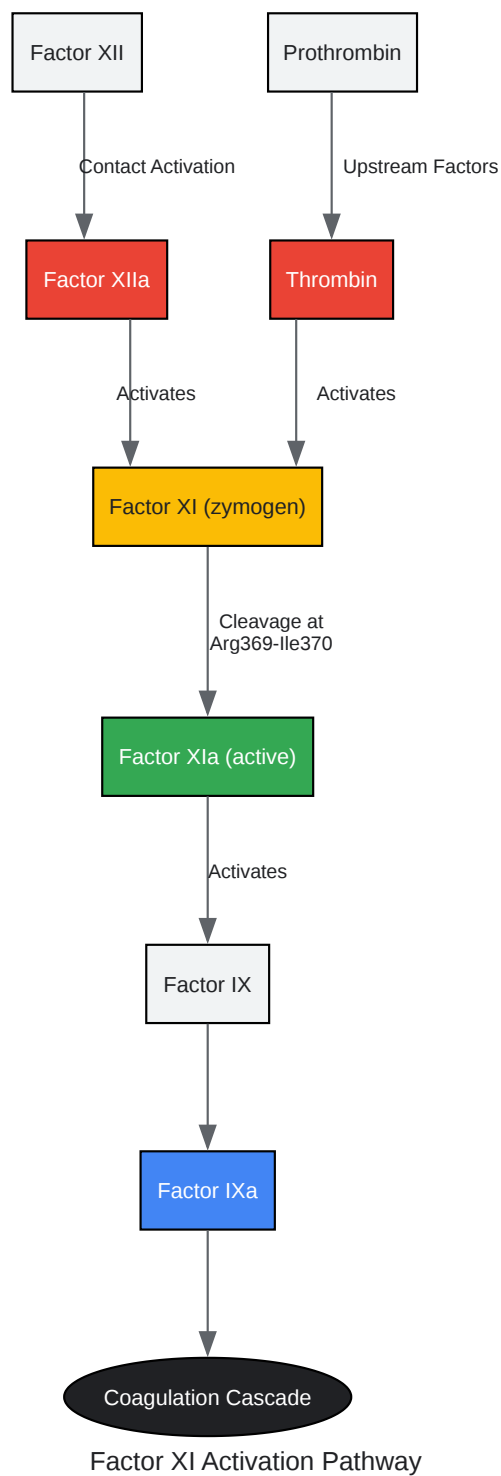 Factor XII
Prothrombin
Contact Activation
Upstream Factors
Factor XIIa
Thrombin
Activates
Activates
Factor XI (zymogen)
Cleavage at
Arg369-Ile370
Factor XIa (active)
Activates
Factor IX
Factor IXa
Coagulation Cascade
Factor XI Activation Pathway